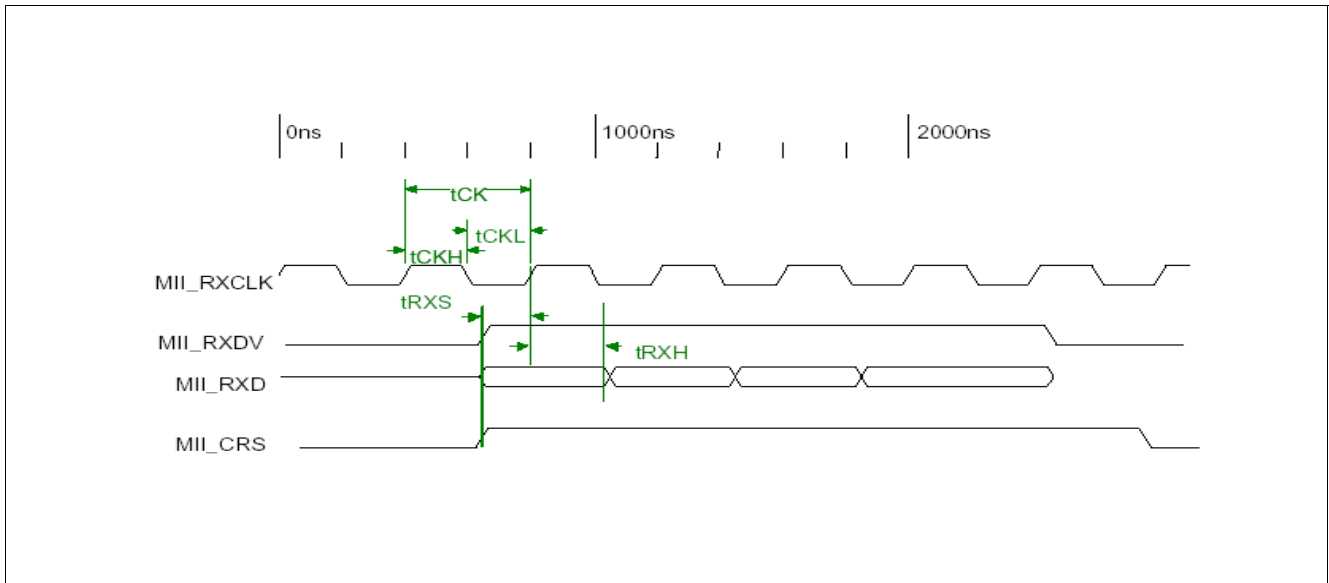 0ns
1000ns
2000ns
tCK
tCKL
tCKH
MII_RXCLK
tRXS
MII_RXDV
tRXH
MII_RXD
MII_CRS